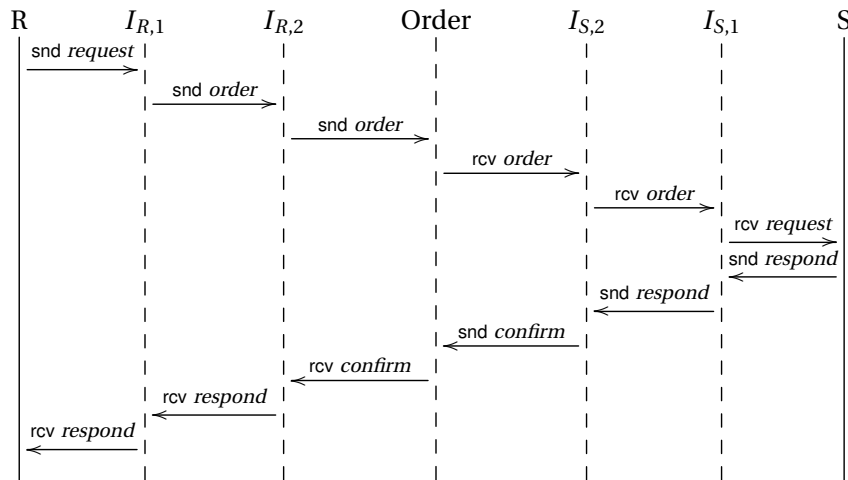 R I_{R,1} I_{R,2} Order I_{S,2} I_{S,1} S
snd request
snd order
snd order
rcv order
rcv order
rcv request
snd respond
snd respond
snd confirm
rcv confirm
rcv respond
rcv respond